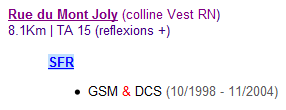 Rue du Mont Joly (colline Vest RN)
8.1Km | TA 15 (reflexions +)
SFR
• GSM & DCS (10/1998 - 11/2004)